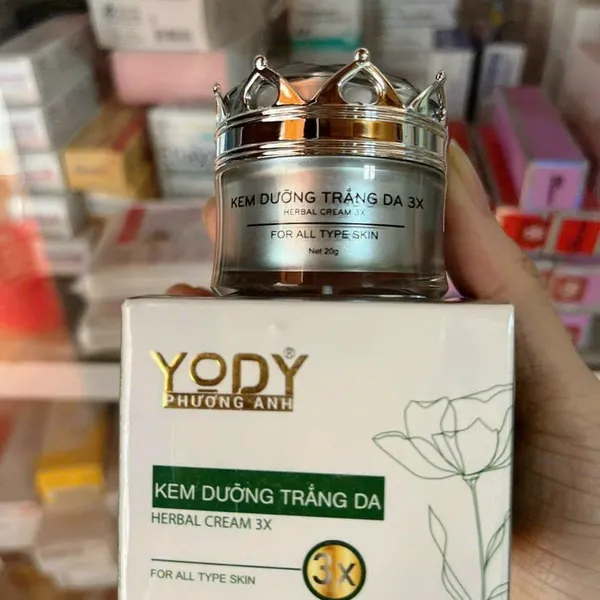 KEM DƯỠNG TRẮNG DA 3X
HERBAL CREAM 3X
FOR ALL TYPE SKIN
Net 20g
YODY®
PHƯƠNG ANH
KEM DƯỠNG TRẮNG DA
HERBAL CREAM 3X
FOR ALL TYPE SKIN
3X